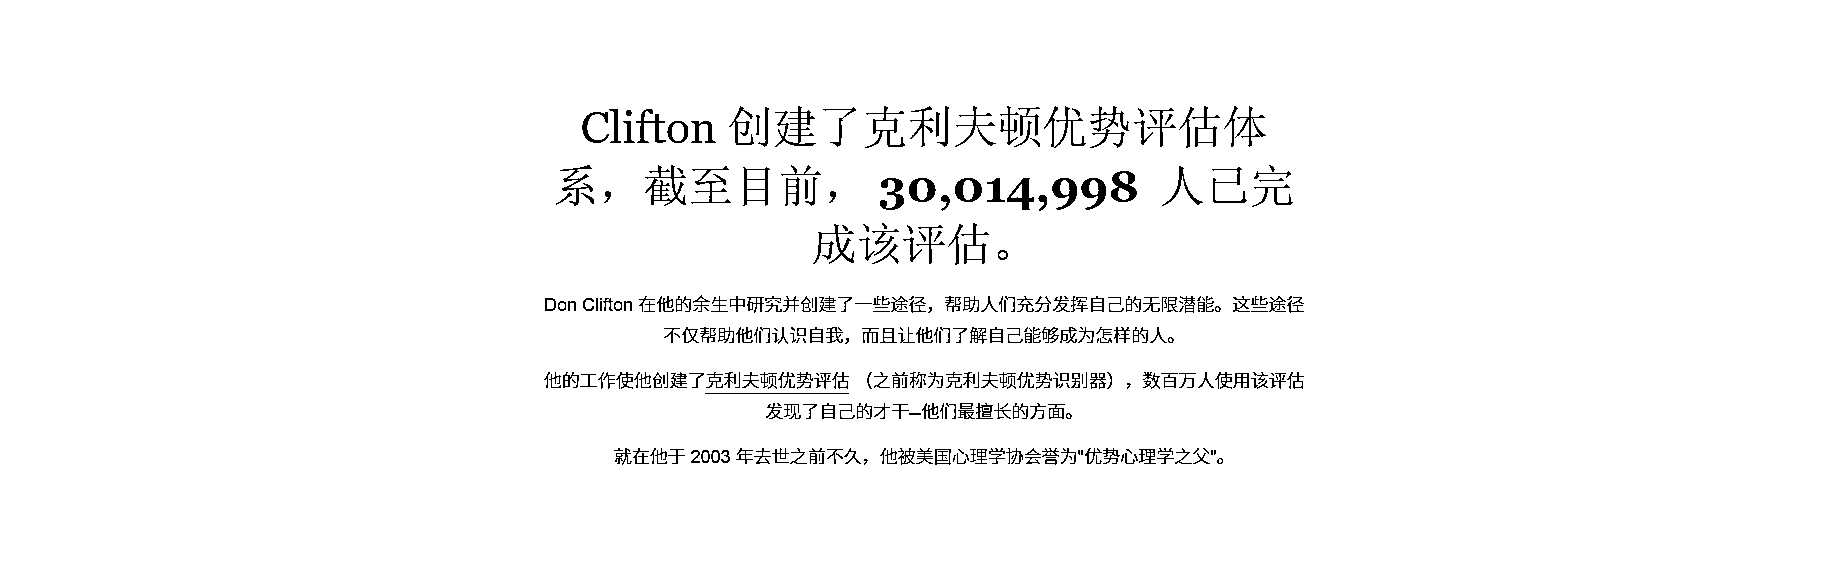 Clifton 创建了克利夫顿优势评估体
系，截至目前， 30,014,998 人已完
成该评估。
Don Clifton 在他的余生中研究并创建了一些途径，帮助人们充分发挥自己的无限潜能。这些途径
不仅帮助他们认识自我，而且让他们了解自己能够成为怎样的人。
他的工作使他创建了克利夫顿优势评估 （之前称为克利夫顿优势识别器），数百万人使用该评估
发现了自己的才干—他们最擅长的方面。
就在他于 2003 年去世之前不久，他被美国心理学协会誉为"优势心理学之父"。